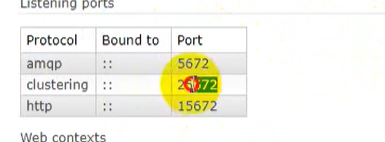 Listening ports
Protocol Bound to Port
amqp :: 5672
clustering ::
http :: 15672
Web contexts